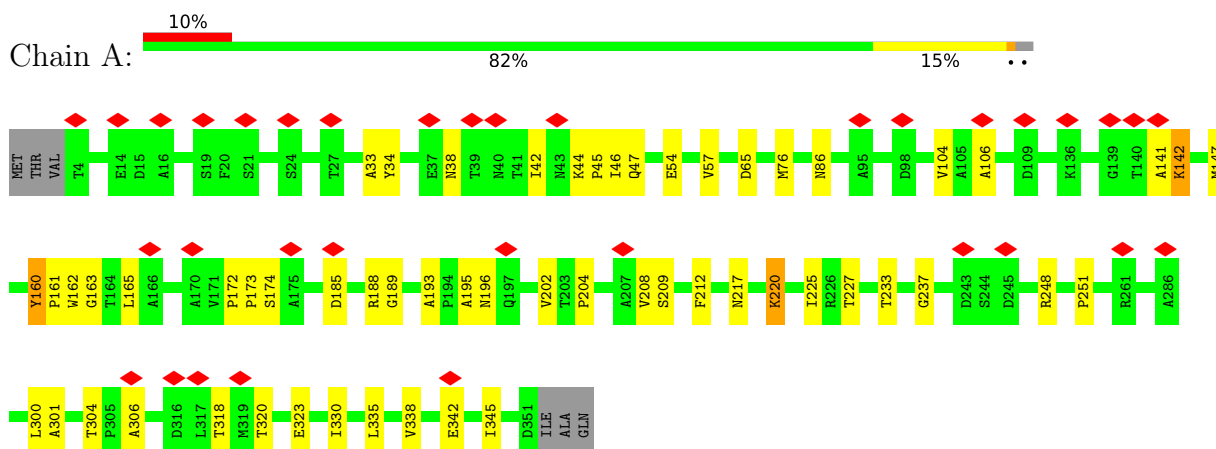 10%
Chain A:
82% 15% • •
MET THR VAL T4 E14 D15 A16 S19 F20 S21 S24 T27 A33 Y34 E37 N38 T39 N40 T41 I42 N43 K44 P45 I46 Q47 E54 V57 D65 M76 N86 A95 D98 V104 A105 A106 D109 K136 G139 T140 A141 K142 M147
Y160 P161 W162 G163 T164 L165 A166 A170 V171 P172 P173 S174 A175 D185 R188 G189 A193 P194 A195 N196 Q197 V202 T203 P204 A207 V208 S209 F212 N217 K220 I225 R226 T227 T233 G237 D243 S244 D245 R248 P251 R261 A286
L300 A301 T304 P305 A306 D316 L317 T318 M319 T320 E323 I330 L335 V338 E342 I345 D351 ILE ALA GLN